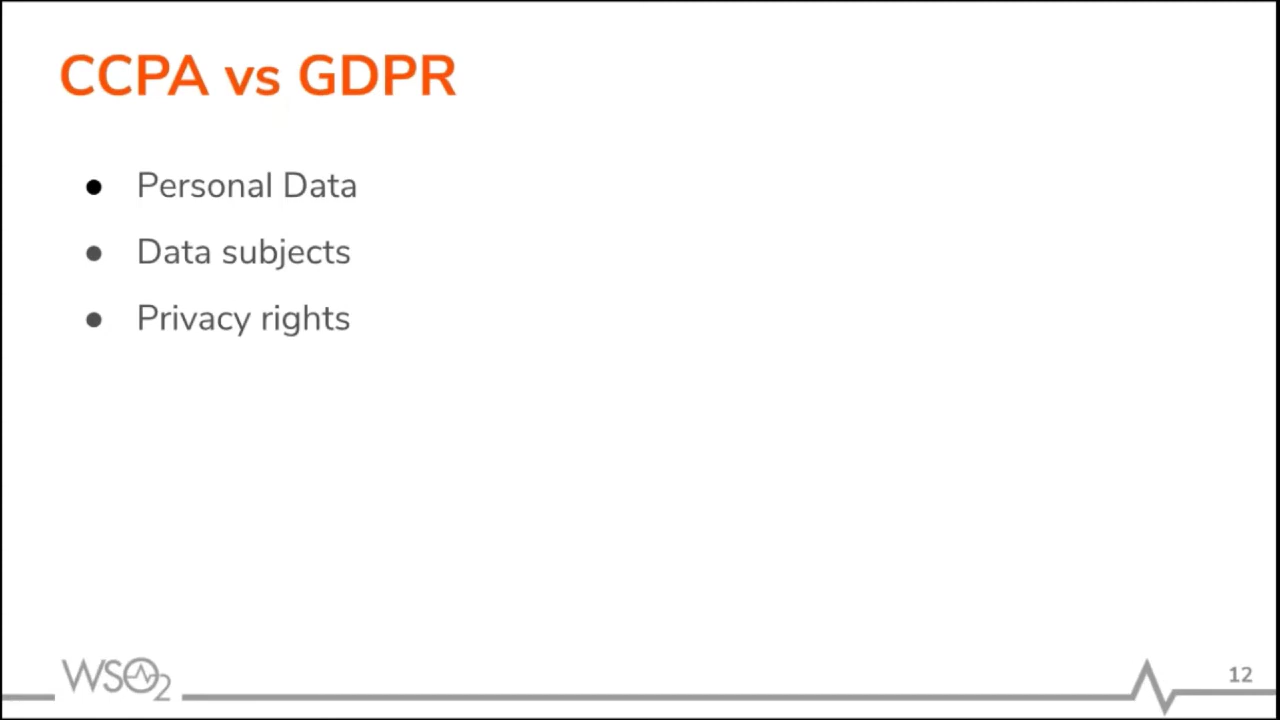 CCPA vs GDPR
● Personal Data
● Data subjects
● Privacy rights
WSO2
12